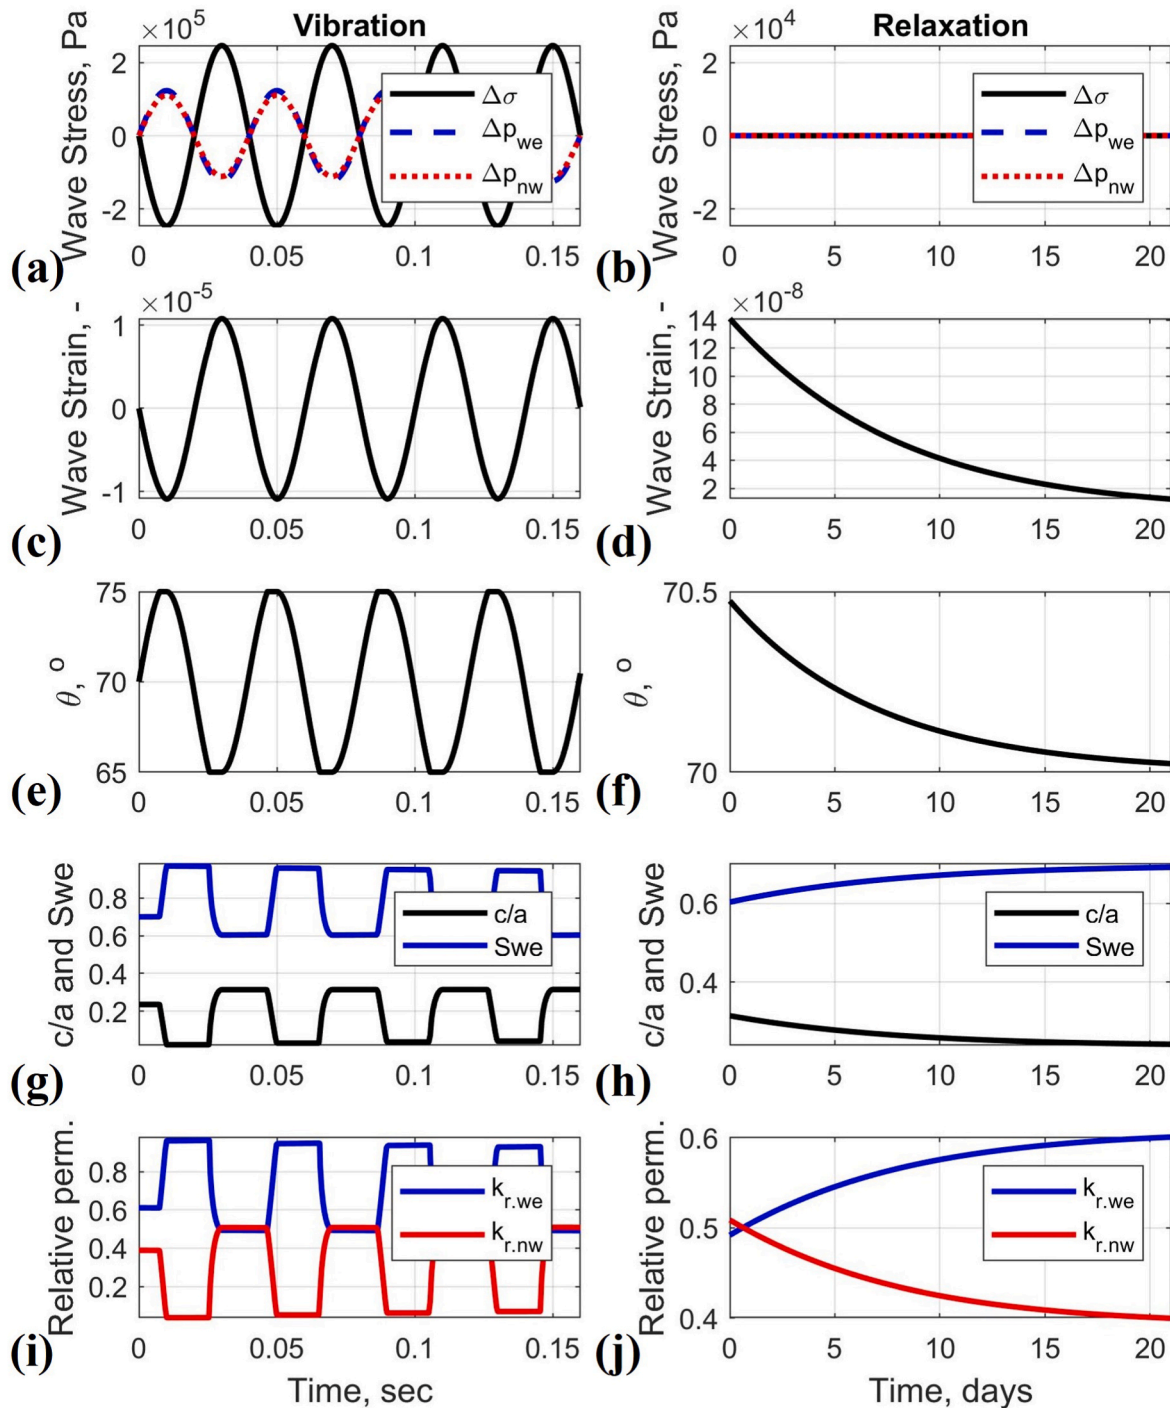 Vibration
×10^5
Wave Stress, Pa
2
0
-2
Δσ
Δp_we
Δp_nw
0 0.05 0.1 0.15
(a)
Relaxation
×10^4
Wave Stress, Pa
2
0
-2
Δσ
Δp_we
Δp_nw
0 5 10 15 20
(b)
×10^-5
Wave Strain, -
1
0
-1
0 0.05 0.1 0.15
(c)
×10^-8
Wave Strain, -
14
12
10
8
6
4
2
0 5 10 15 20
(d)
θ, °
75
70
65
0 0.05 0.1 0.15
(e)
θ, °
70.5
70
0 5 10 15 20
(f)
c/a and Swe
0.8
0.6
0.4
0.2
c/a
Swe
0 0.05 0.1 0.15
(g)
c/a and Swe
0.6
0.4
c/a
Swe
0 5 10 15 20
(h)
Relative perm.
0.8
0.6
0.4
0.2
k_r.we
k_r.nw
0 0.05 0.1 0.15
(i)
Time, sec
Relative perm.
0.6
0.5
0.4
k_r.we
k_r.nw
0 5 10 15 20
(j)
Time, days